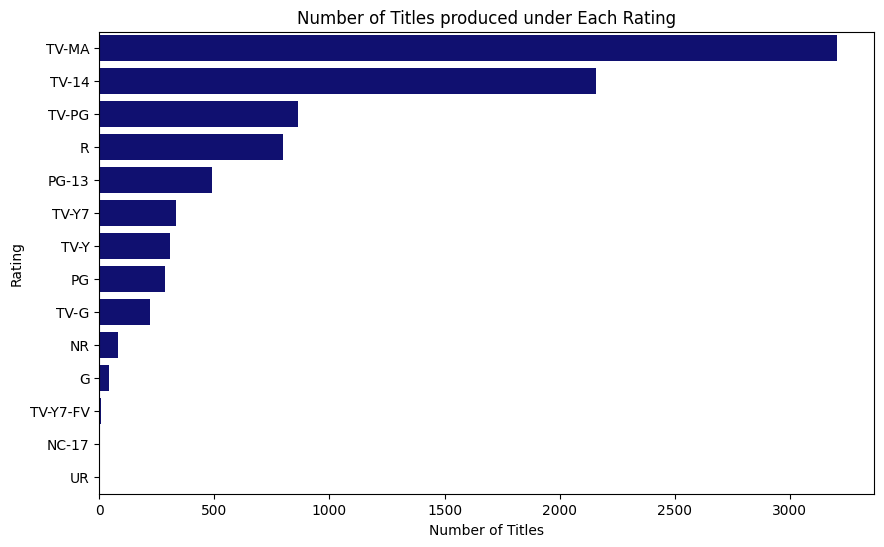 Number of Titles produced under Each Rating
Rating
TV-MA
TV-14
TV-PG
R
PG-13
TV-Y7
TV-Y
PG
TV-G
NR
G
TV-Y7-FV
NC-17
UR
0 500 1000 1500 2000 2500 3000
Number of Titles